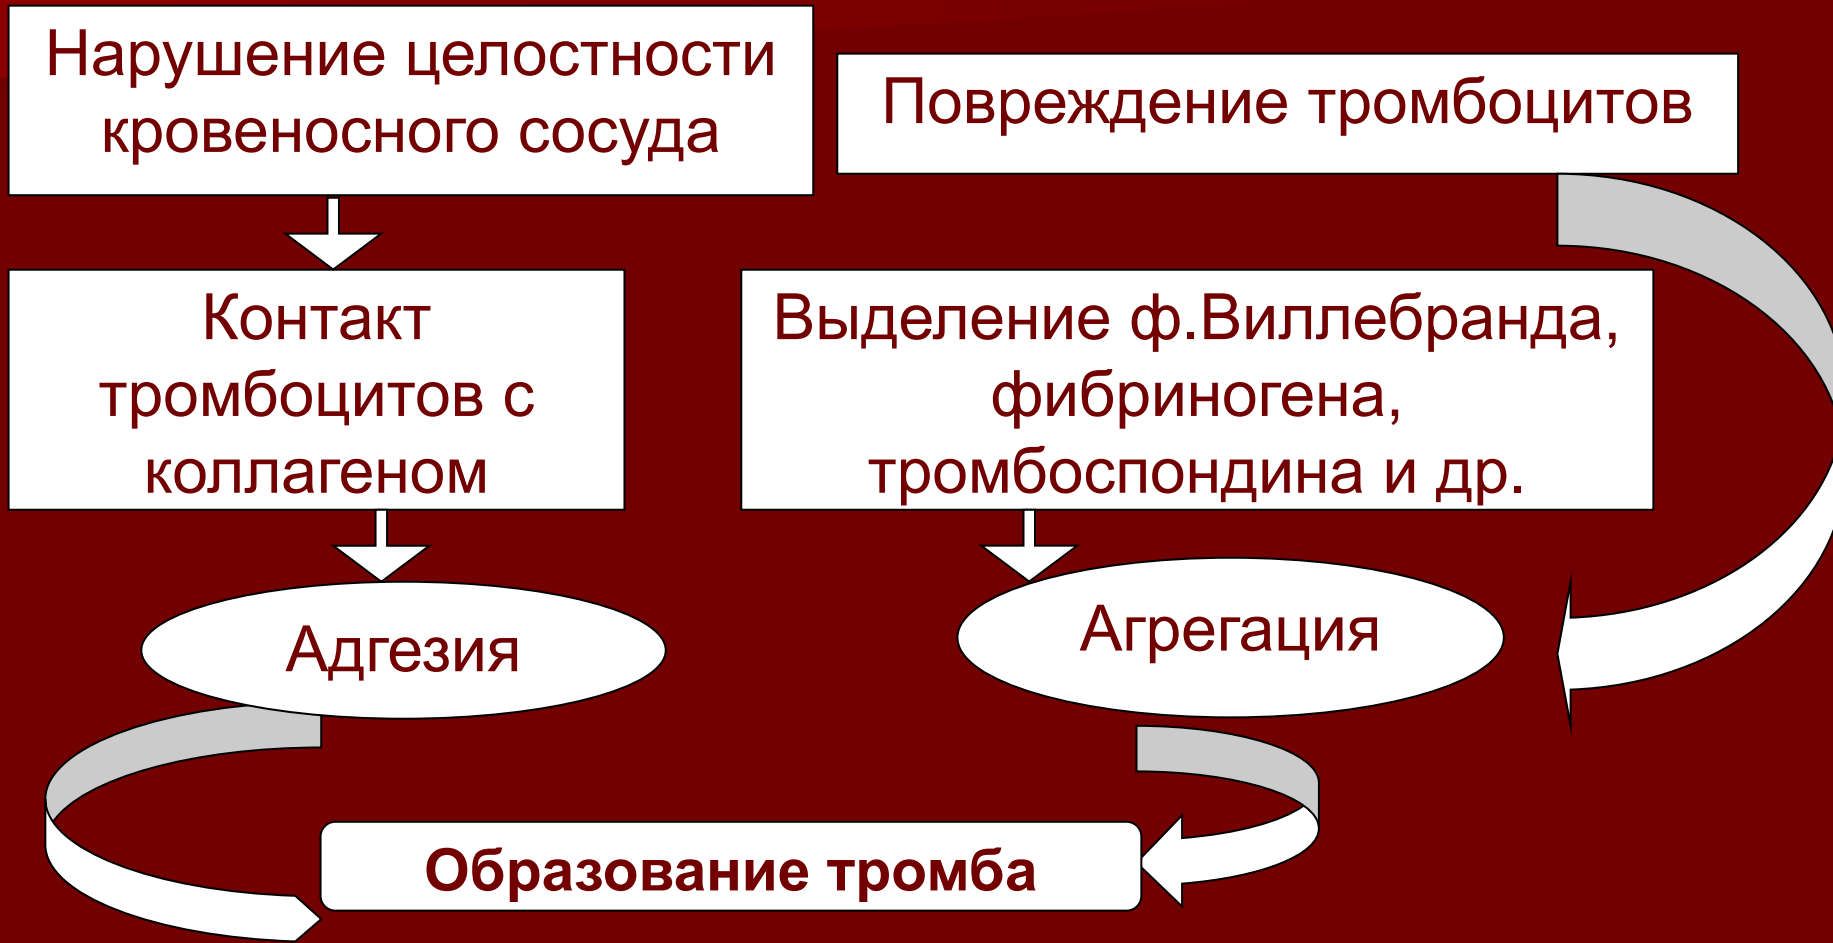 Нарушение целостности
кровеносного сосуда
Повреждение тромбоцитов
Контакт
тромбоцитов с
коллагеном
Выделение ф.Виллебранда,
фибриногена,
тромбоспондина и др.
Адгезия
Агрегация
Образование тромба